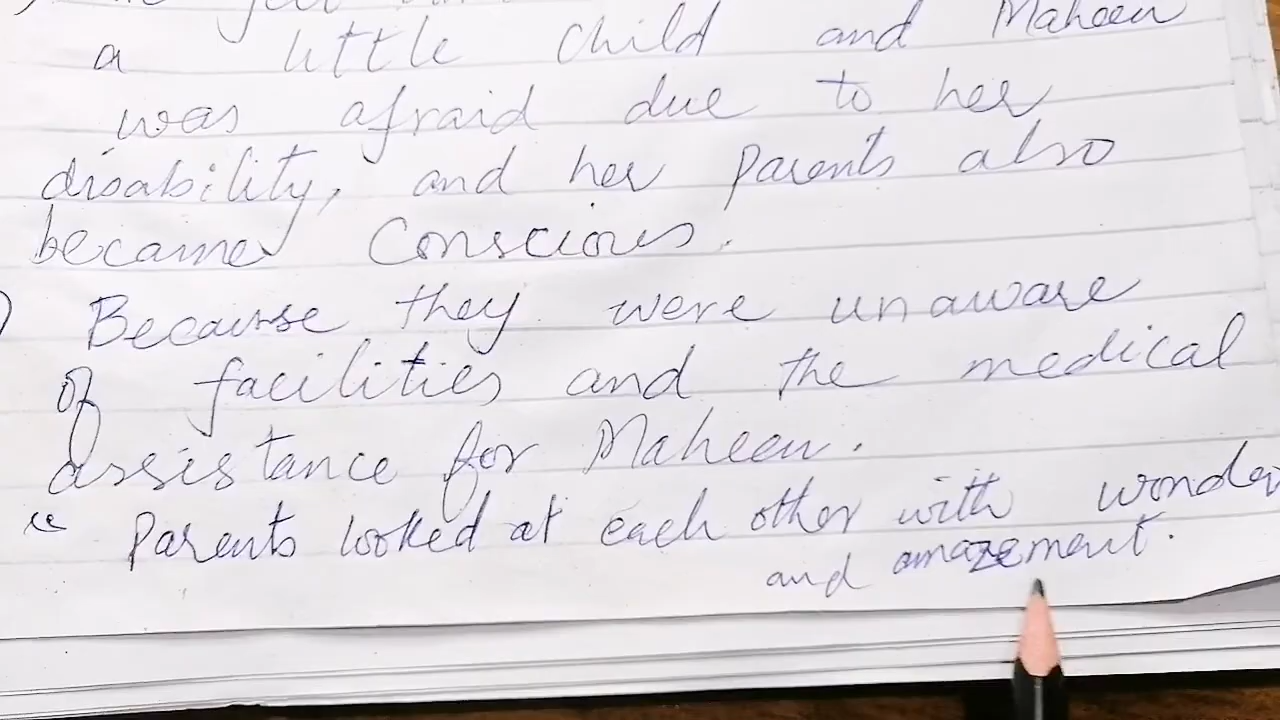 a little child and Maheen
was afraid due to her
disability, and her parents also
became conscious.
Because they were unaware
of facilities and the medical
assistance for Maheen.
Parents looked at each other with wonder
and amazement.